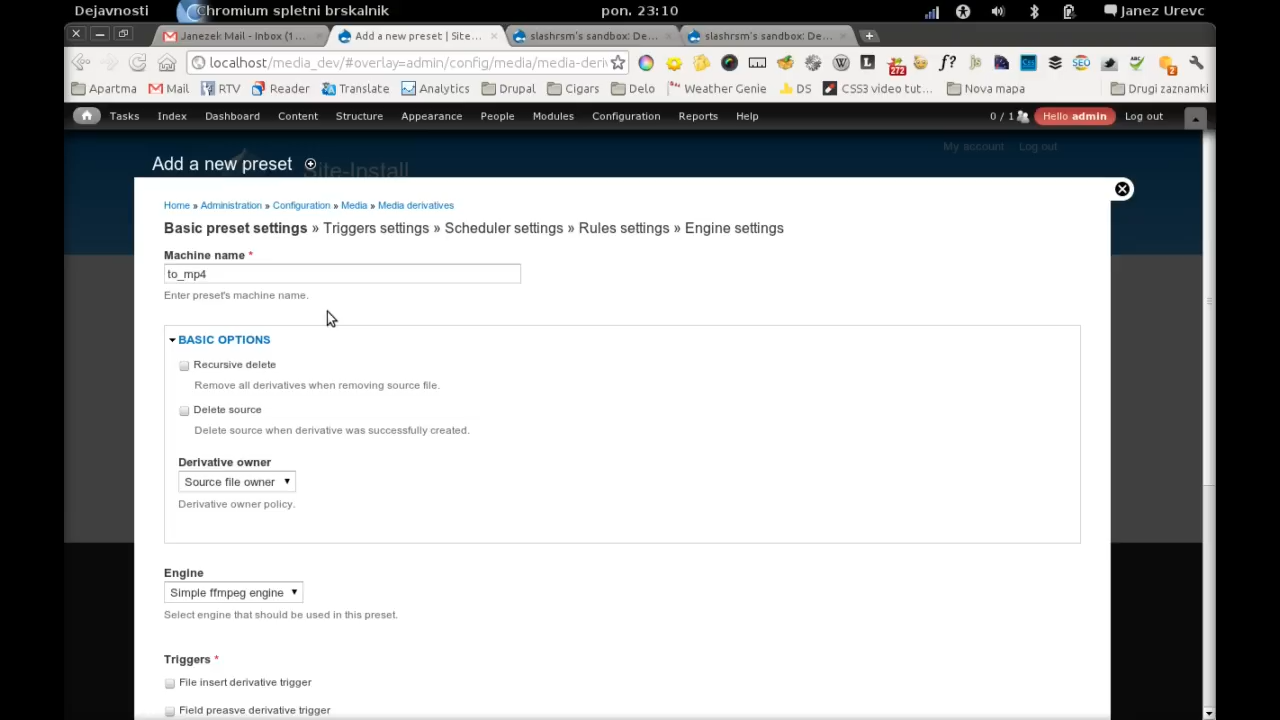 Dejavnosti Chromium spletni brskalnik pon. 23:10 Janez Urevc
Janezek Mail - Inbox (1 ... Add a new preset | Site... slashrsm's sandbox: De... slashrsm's sandbox: De...
localhost/media_dev/#overlay=admin/config/media/media-deri
272 2
Apartma Mail RTV Reader Translate Analytics Drupal Cigars Delo Weather Genie DS CSS3 video tut... Nova mapa Drugi zaznamki
Tasks Index Dashboard Content Structure Appearance People Modules Configuration Reports Help 0 / 1 Hello admin Log out
My account Log out
Add a new preset
Site-Install
Home » Administration » Configuration » Media » Media derivatives
Basic preset settings » Triggers settings » Scheduler settings » Rules settings » Engine settings
Machine name *
to_mp4
Enter preset's machine name.
BASIC OPTIONS
Recursive delete
Remove all derivatives when removing source file.
Delete source
Delete source when derivative was successfully created.
Derivative owner
Source file owner
Derivative owner policy.
Engine
Simple ffmpeg engine
Select engine that should be used in this preset.
Triggers *
File insert derivative trigger
Field preasve derivative trigger